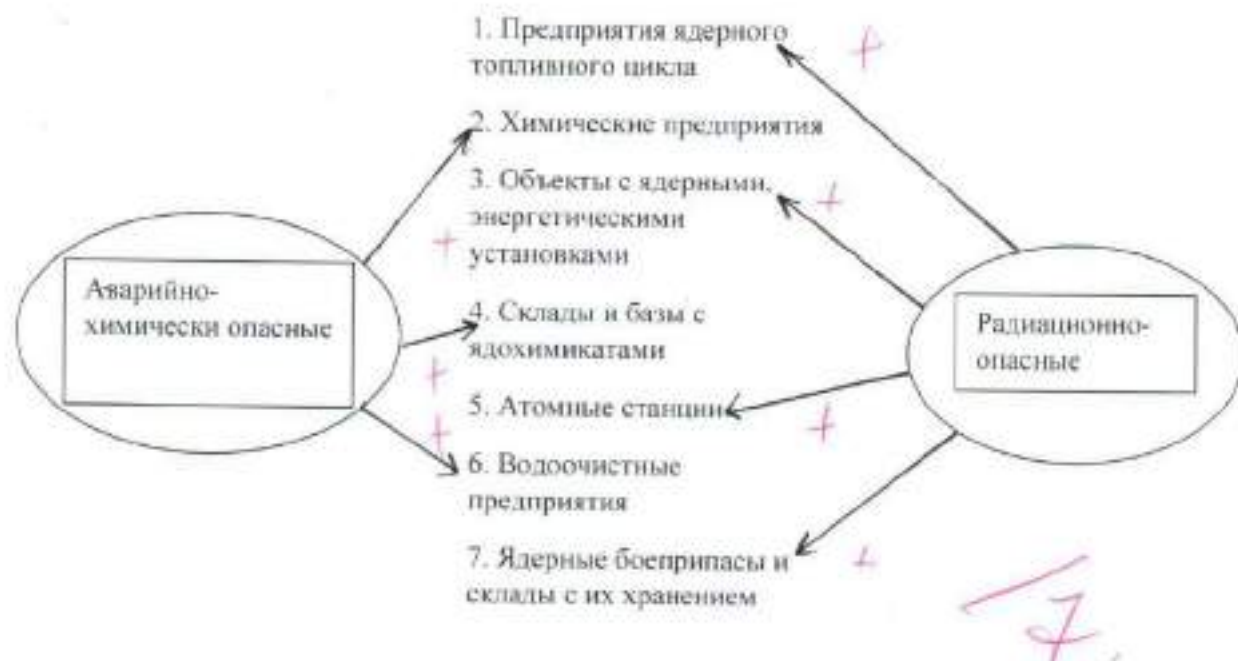 1. Предприятия ядерного
топливного цикла
2. Химические предприятия
3. Объекты с ядерными,
энергетическими
установками
Аварийно-
химически опасные
4. Склады и базы с
ядохимикатами
Радиационно-
опасные
5. Атомные станции
6. Водоочистные
предприятия
7. Ядерные боеприпасы и
склады с их хранением
+
+
+
+
+
+
+
7